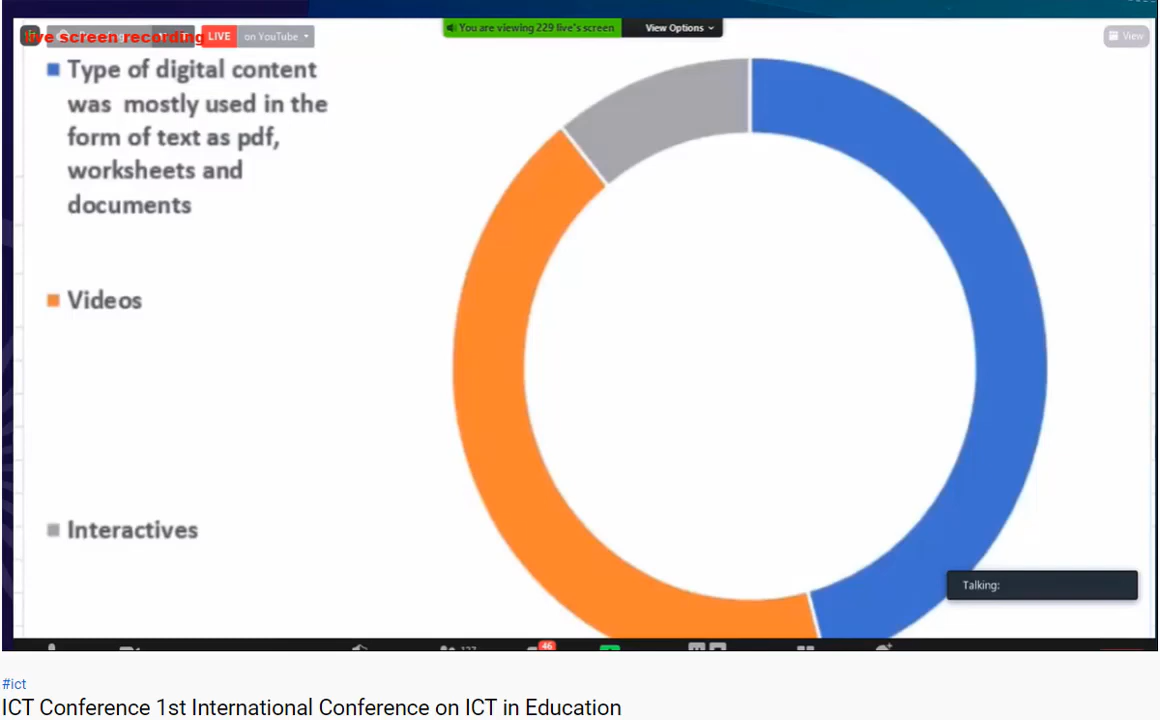 live screen recording
LIVE
on YouTube
You are viewing 229 live's screen
View Options
View
Type of digital content
was mostly used in the
form of text as pdf,
worksheets and
documents
Videos
Interactives
Talking:
46
#ict
ICT Conference 1st International Conference on ICT in Education